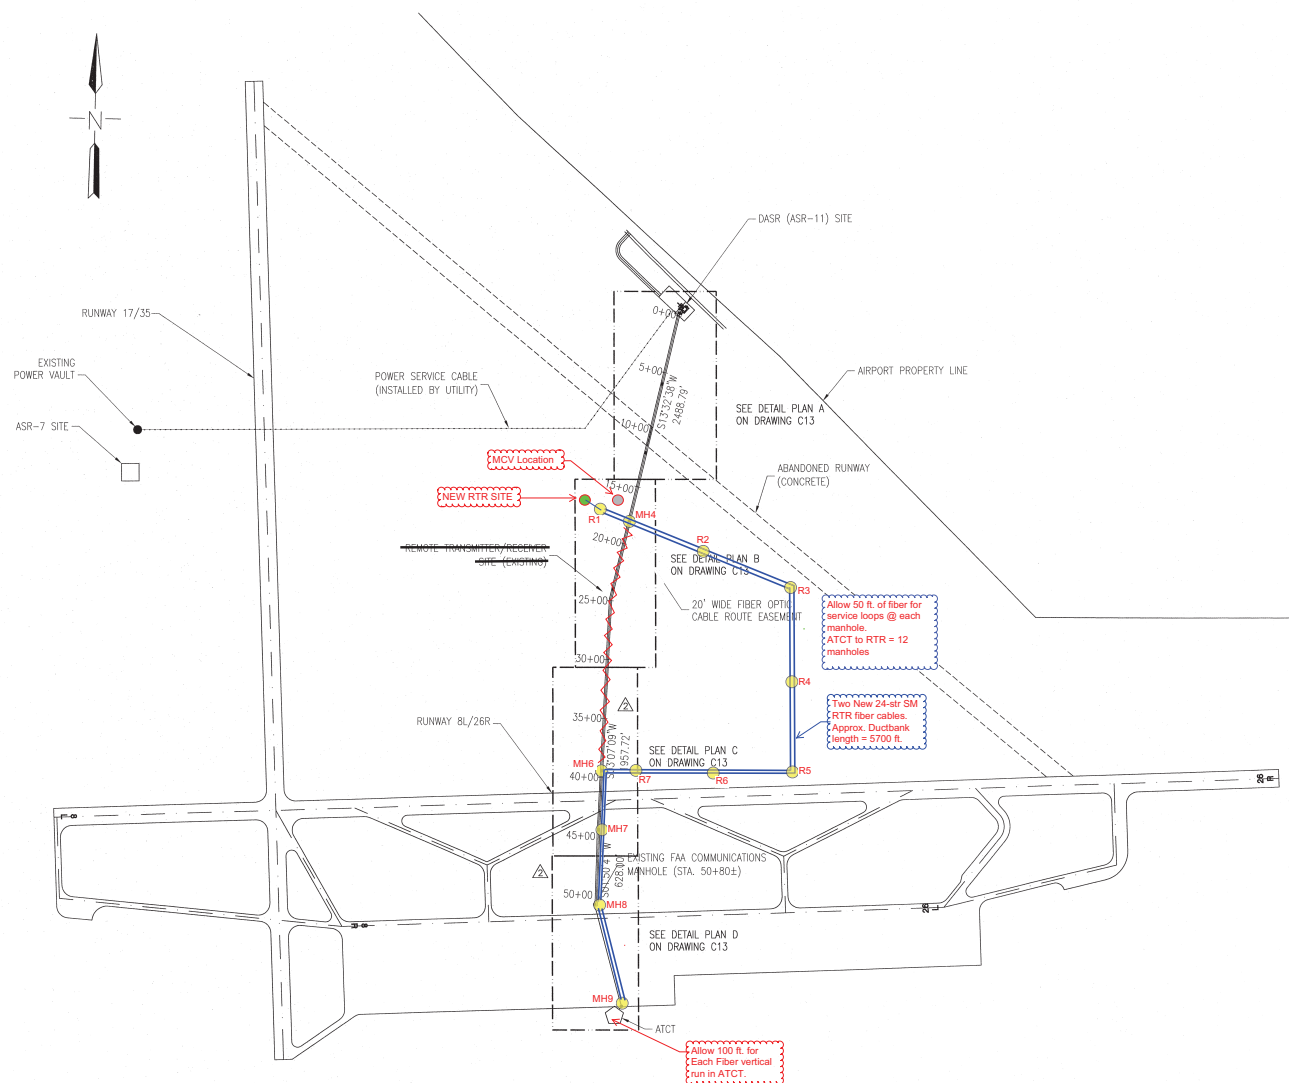 N
DASR (ASR-11) SITE
RUNWAY 17/35
0+00
EXISTING
POWER VAULT
5+00
POWER SERVICE CABLE
(INSTALLED BY UTILITY)
AIRPORT PROPERTY LINE
S13°32'38"W
2488.79'
SEE DETAIL PLAN A
ON DRAWING C13
ASR-7 SITE
10+00
MCV Location
ABANDONED RUNWAY
(CONCRETE)
NEW RTR SITE
15+00
R1
MH4
20+00
R2
REMOTE TRANSMITTER/RECEIVER
SITE (EXISTING)
SEE DETAIL PLAN B
ON DRAWING C13
R3
25+00
20' WIDE FIBER OPTIC
CABLE ROUTE EASEMENT
Allow 50 ft. of fiber for
service loops @ each
manhole.
ATCT to RTR = 12
manholes
30+00
R4
2
Two New 24-str SM
RTR fiber cables.
Approx. Ductbank
length = 5700 ft.
35+00
RUNWAY 8L/26R
SEE DETAIL PLAN C
ON DRAWING C13
MH6
R7
R6
R5
40+00
26
R
8
L
MH7
45+00
EXISTING FAA COMMUNICATIONS
MANHOLE (STA. 50+80±)
2
628.00'
50+00
MH8
26
L
8
R
SEE DETAIL PLAN D
ON DRAWING C13
MH9
ATCT
Allow 100 ft. for
Each Fiber vertical
run in ATCT.